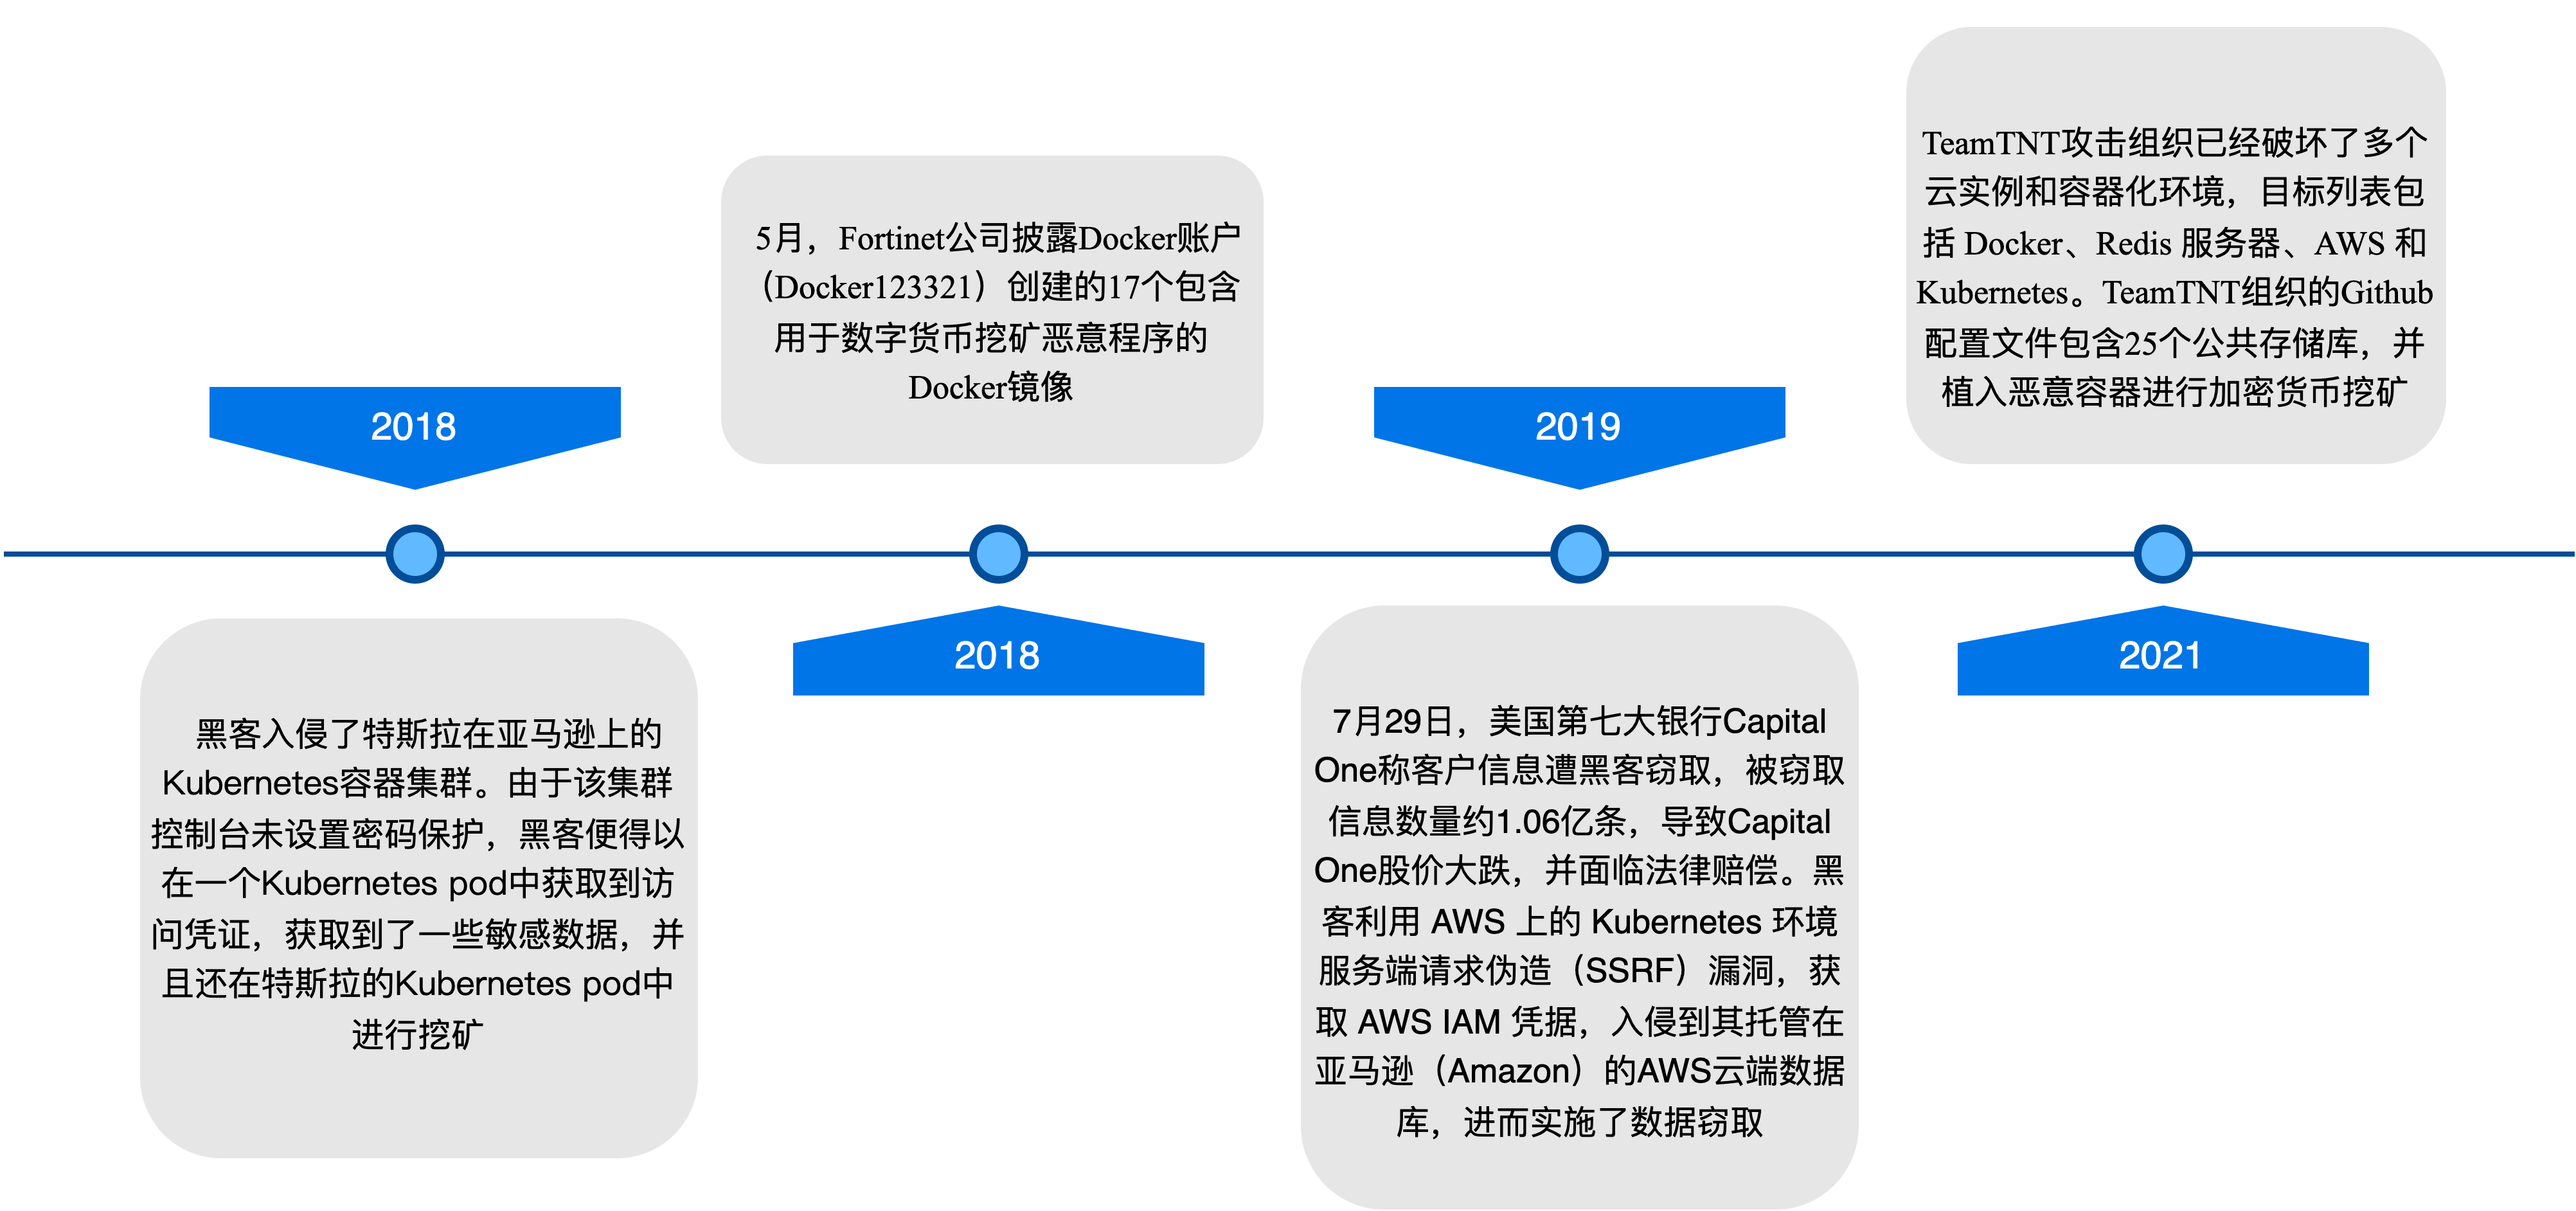 2018
黑客入侵了特斯拉在亚马逊上的
Kubernetes容器集群。由于该集群
控制台未设置密码保护，黑客便得以
在一个Kubernetes pod中获取到访
问凭证，获取到了一些敏感数据，并
且还在特斯拉的Kubernetes pod中
进行挖矿
5月，Fortinet公司披露Docker账户
（Docker123321）创建的17个包含
用于数字货币挖矿恶意程序的
Docker镜像
2018
2019
7月29日，美国第七大银行Capital
One称客户信息遭黑客窃取，被窃取
信息数量约1.06亿条，导致Capital
One股价大跌，并面临法律赔偿。黑
客利用 AWS 上的 Kubernetes 环境
服务端请求伪造（SSRF）漏洞，获
取 AWS IAM 凭据，入侵到其托管在
亚马逊（Amazon）的AWS云端数据
库，进而实施了数据窃取
TeamTNT攻击组织已经破坏了多个
云实例和容器化环境，目标列表包
括 Docker、Redis 服务器、AWS 和
Kubernetes。TeamTNT组织的Github
配置文件包含25个公共存储库，并
植入恶意容器进行加密货币挖矿
2021